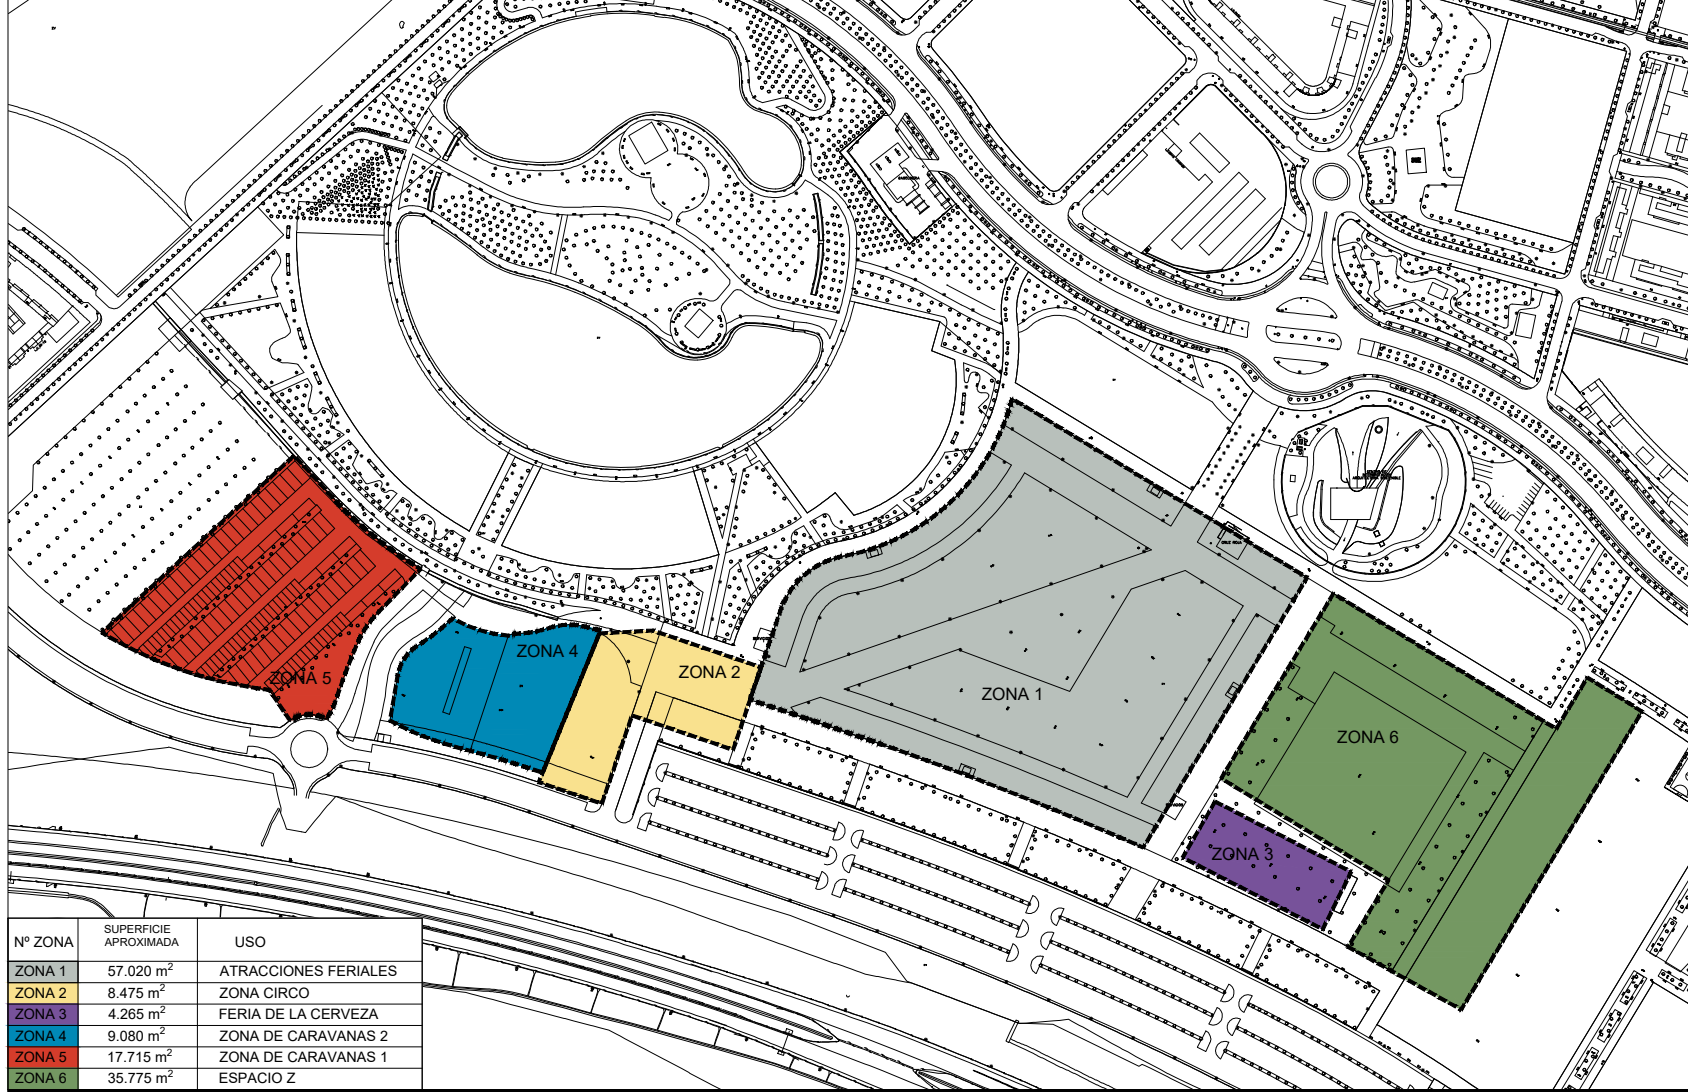 ZONA 1
ZONA 2
ZONA 4
ZONA 5
ZONA 6
ZONA 3
Nº ZONA SUPERFICIE APROXIMADA USO
ZONA 1 57.020 m² ATRACCIONES FERIALES
ZONA 2 8.475 m² ZONA CIRCO
ZONA 3 4.265 m² FERIA DE LA CERVEZA
ZONA 4 9.080 m² ZONA DE CARAVANAS 2
ZONA 5 17.715 m² ZONA DE CARAVANAS 1
ZONA 6 35.775 m² ESPACIO Z